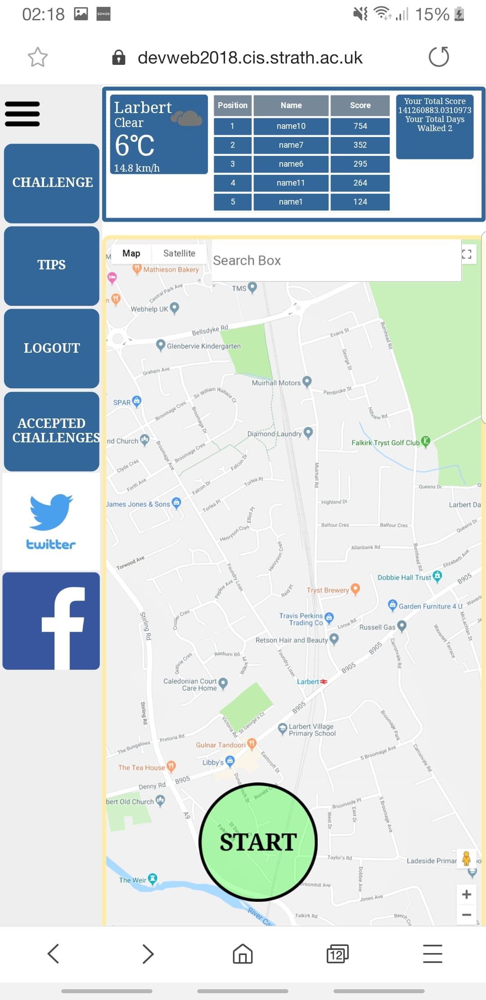 02:18
SONOS
15%
devweb2018.cis.strath.ac.uk
Larbert
Clear
6°C
14.8 km/h
Position Name Score
1 name10 754
2 name7 352
3 name6 295
4 name11 264
5 name1 124
Your Total Score
141260883.0310973
Your Total Days
Walked 2
CHALLENGE
TIPS
LOGOUT
ACCEPTED
CHALLENGES
twitter
Map Satellite
Search Box
Mathieson Bakery
Central Park Ave
TMS
Webhelp UK
Bellsdyke Rd
Evans St
Burnhead Rd
Glenbervie Kindergarten
George St
Graham Ave
Muirhall Motors
Pembroke St
Sir William Wallace Ct
SPAR
Broomage Cres
Broomage Dr
Hillview Rd
Diamond Laundry
nd Church
Falkirk Tryst Golf Club
Broomage Ave
Broomage Cres
Clyde Cres
Falcon Dr
Muirhall Rd
Forth Ave
Falcon Dr
Torlea Pl
Queens Dr
James Jones & Sons
Torlea Pl
Highland Dr
Larbert Da
Elliot Pl
Henryson Cres
Balfour Cres
Balfour Cres
Queens Dr
Allanbank Rd
Torwood Ave
Henryson Cres
Burnhead Rd
Elizabeth Ave
Foundry Loan
Dobbie Hall Trust
B905
Peploe Ave
Reid Pl
Tryst Brewery
Garden Furniture 4 U
Waverle
Crozier Cres
Stirling Rd
Travis Perkins
Trading Co
Lorne Rd
Russell Gas
McLachlan St
Waverley Terrace
Retson Hair and Beauty
B905
Carronvale Rd
Raeburn Rd
Guthrie Cres
Wilkie Pl
Foundry Loan
B905
Caledonian Court
Care Home
Larbert
Stirling Rd
B905
Broomage Park
Victoria Rd
St George's Ct
Larbert Village
Primary School
Pretoria Rd
The Bungalows
Gulnar Tandoori
S Broomage Ave
Carronvale Rd
Libby's
Eastcroft St
The Tea House
B905
Denny Rd
Ronald
bert Old Church
Broomside Pl
A9
West Dr
East Dr
S Broomage Ave
START
Taylor's Rd
Ladeside Primar
Dobbie Ave
The Weir
Broomhill Ave
Jones Ave
River Ca
Falkirk Rd
Beech Cre
12